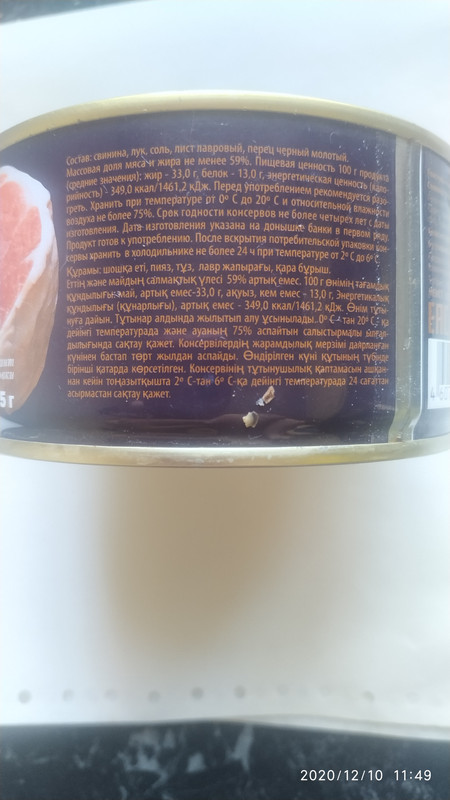 Состав: свинина, лук, соль, лист лавровый, перец черный молотый.
Массовая доля мяса и жира не менее 59%. Пищевая ценность 100 г продукта
(средние значения): жир - 33,0 г, белок - 13,0 г, энергетическая ценность (кало-
рийность) - 349,0 ккал/1461,2 кДж. Перед употреблением рекомендуется разо-
греть. Хранить при температуре от 0° С до 20° С и относительной влажности
воздуха не более 75%. Срок годности консервов не более четырех лет с даты
изготовления. Дата изготовления указана на донышке банки в первом ряду.
Продукт готов к употреблению. После вскрытия потребительской упаковки кон-
сервы хранить в холодильнике не более 24 ч при температуре от 2° С до 6° С.
Құрамы: шошқа еті, пияз, тұз, лавр жапырағы, қара бұрыш.
Еттің және майдың салмақтық үлесі 59% артық емес. 100 г өнімнің тағамдық
құндылығы: май, артық емес-33,0 г, ақуыз, кем емес - 13,0 г, Энергетикалық
құндылығы (құнарлығы), артық емес - 349,0 ккал/1461,2 кДж. Өнім тұты-
нуға дайын. Тұтынар алдында жылытып алу ұсынылады. 0° С-тан 20° С-қа
дейінгі температурада және ауаның 75% аспайтын салыстырмалы ылғал-
дылығында сақтау қажет. Консервілердің жарамдылық мерзімі дайындалған
күнінен бастап төрт жылдан аспайды. Өндірілген күні құтының түбінде
бірінші қатарда көрсетілген. Консервінің тұтынушылық қаптамасын ашқан-
нан кейін тоңазытқышта 2° С-тан 6° С-қа дейінгі температурада 24 сағаттан
асырмастан сақтау қажет.
5 г
2020/12/10 11:49